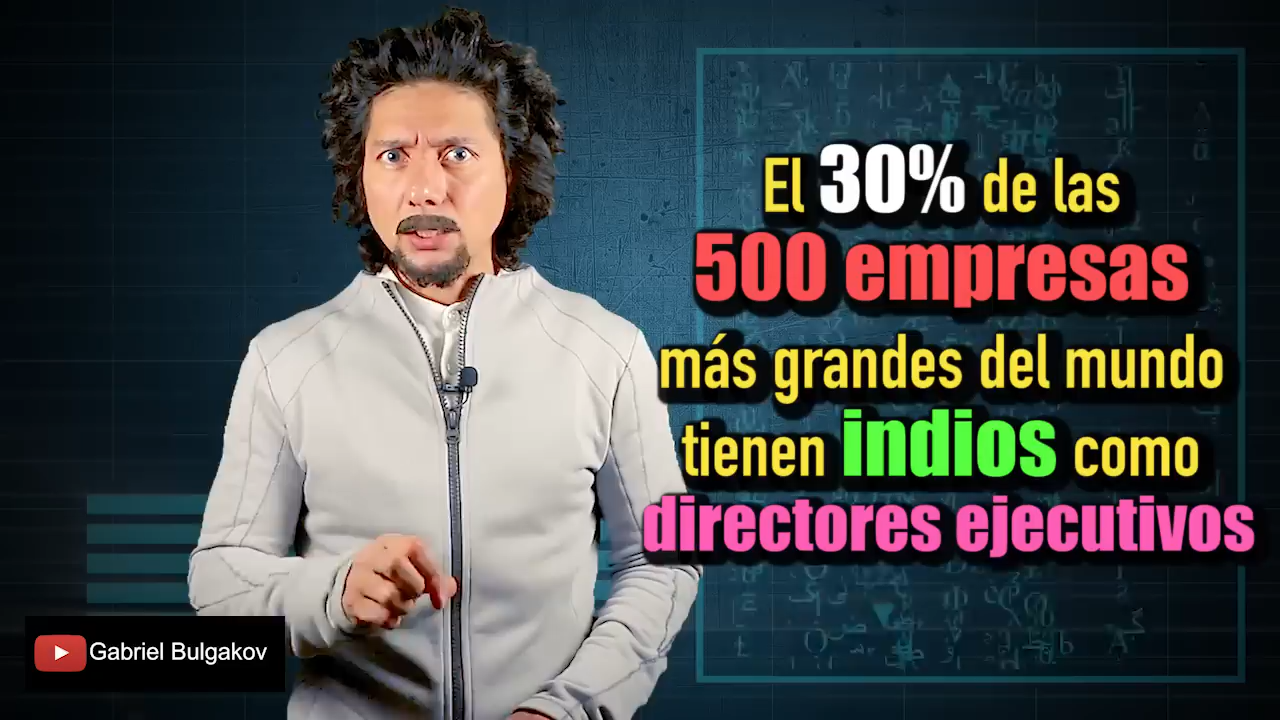 El 30% de las
500 empresas
más grandes del mundo
tienen indios como
directores ejecutivos
Gabriel Bulgakov